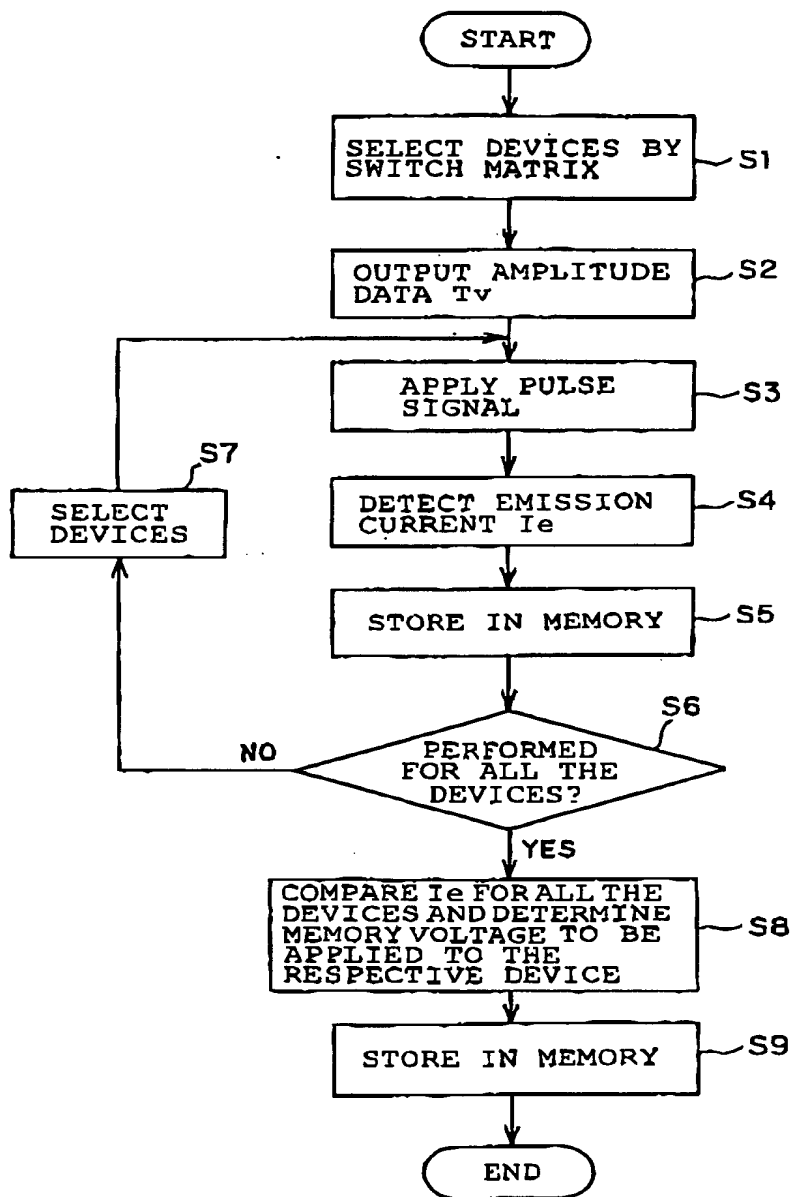 START
SELECT DEVICES BY
SWITCH MATRIX
S1
OUTPUT AMPLITUDE
DATA Tv
S2
APPLY PULSE
SIGNAL
S3
S7
SELECT
DEVICES
DETECT EMISSION
CURRENT Ie
S4
STORE IN MEMORY
S5
S6
NO
PERFORMED
FOR ALL THE
DEVICES?
YES
COMPARE Ie FOR ALL THE
DEVICES AND DETERMINE
MEMORY VOLTAGE TO BE
APPLIED TO THE
RESPECTIVE DEVICE
S8
STORE IN MEMORY
S9
END